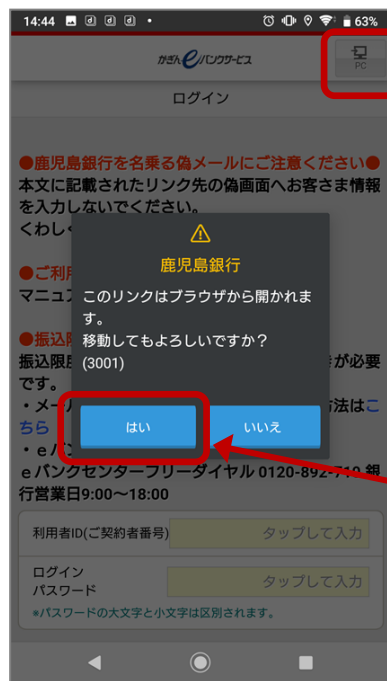 14:44 63%
かぎんeバンクサービス
PC
ログイン
●鹿児島銀行を名乗る偽メールにご注意ください●
本文に記載されたリンク先の偽画面へお客さま情報
を入力しないでください。
くわしく
鹿児島銀行
●ご利
マニュ
このリンクはブラウザから開かれま
す。
移動してもよろしいですか?
(3001)
●振込
振込限 が必要
です。
・メー 方法はこ
ちら
はい いいえ
・eバン
eバンクセンターフリーダイヤル 0120-892-710 銀
行営業日9:00~18:00
利用者ID(ご契約者番号) タップして入力
ログイン
パスワード タップして入力
*パスワードの大文字と小文字は区別されます。